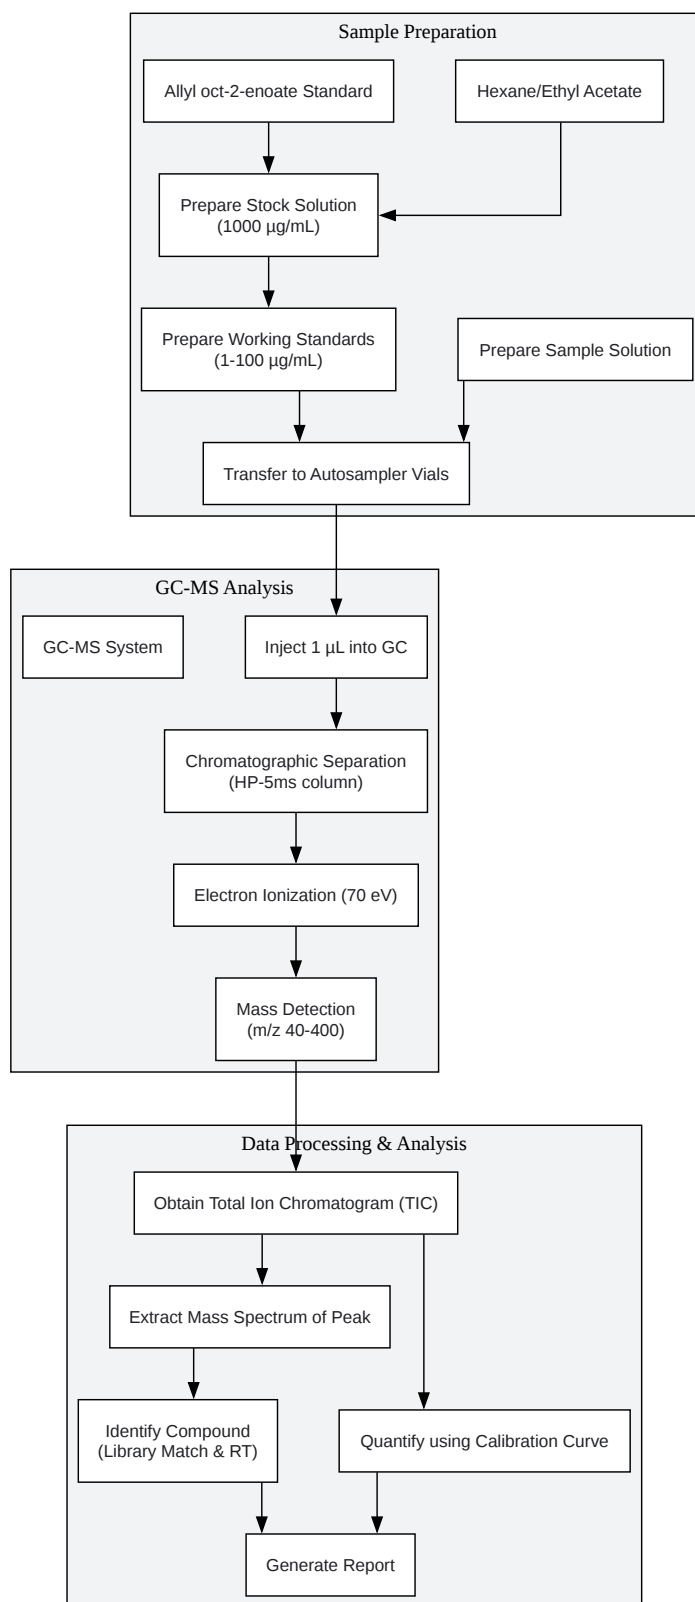 Sample Preparation
Allyl oct-2-enoate Standard
Hexane/Ethyl Acetate
Prepare Stock Solution
(1000 µg/mL)
Prepare Working Standards
(1-100 µg/mL)
Prepare Sample Solution
Transfer to Autosampler Vials
GC-MS Analysis
GC-MS System
Inject 1 µL into GC
Chromatographic Separation
(HP-5ms column)
Electron Ionization (70 eV)
Mass Detection
(m/z 40-400)
Data Processing & Analysis
Obtain Total Ion Chromatogram (TIC)
Extract Mass Spectrum of Peak
Identify Compound
(Library Match & RT)
Quantify using Calibration Curve
Generate Report